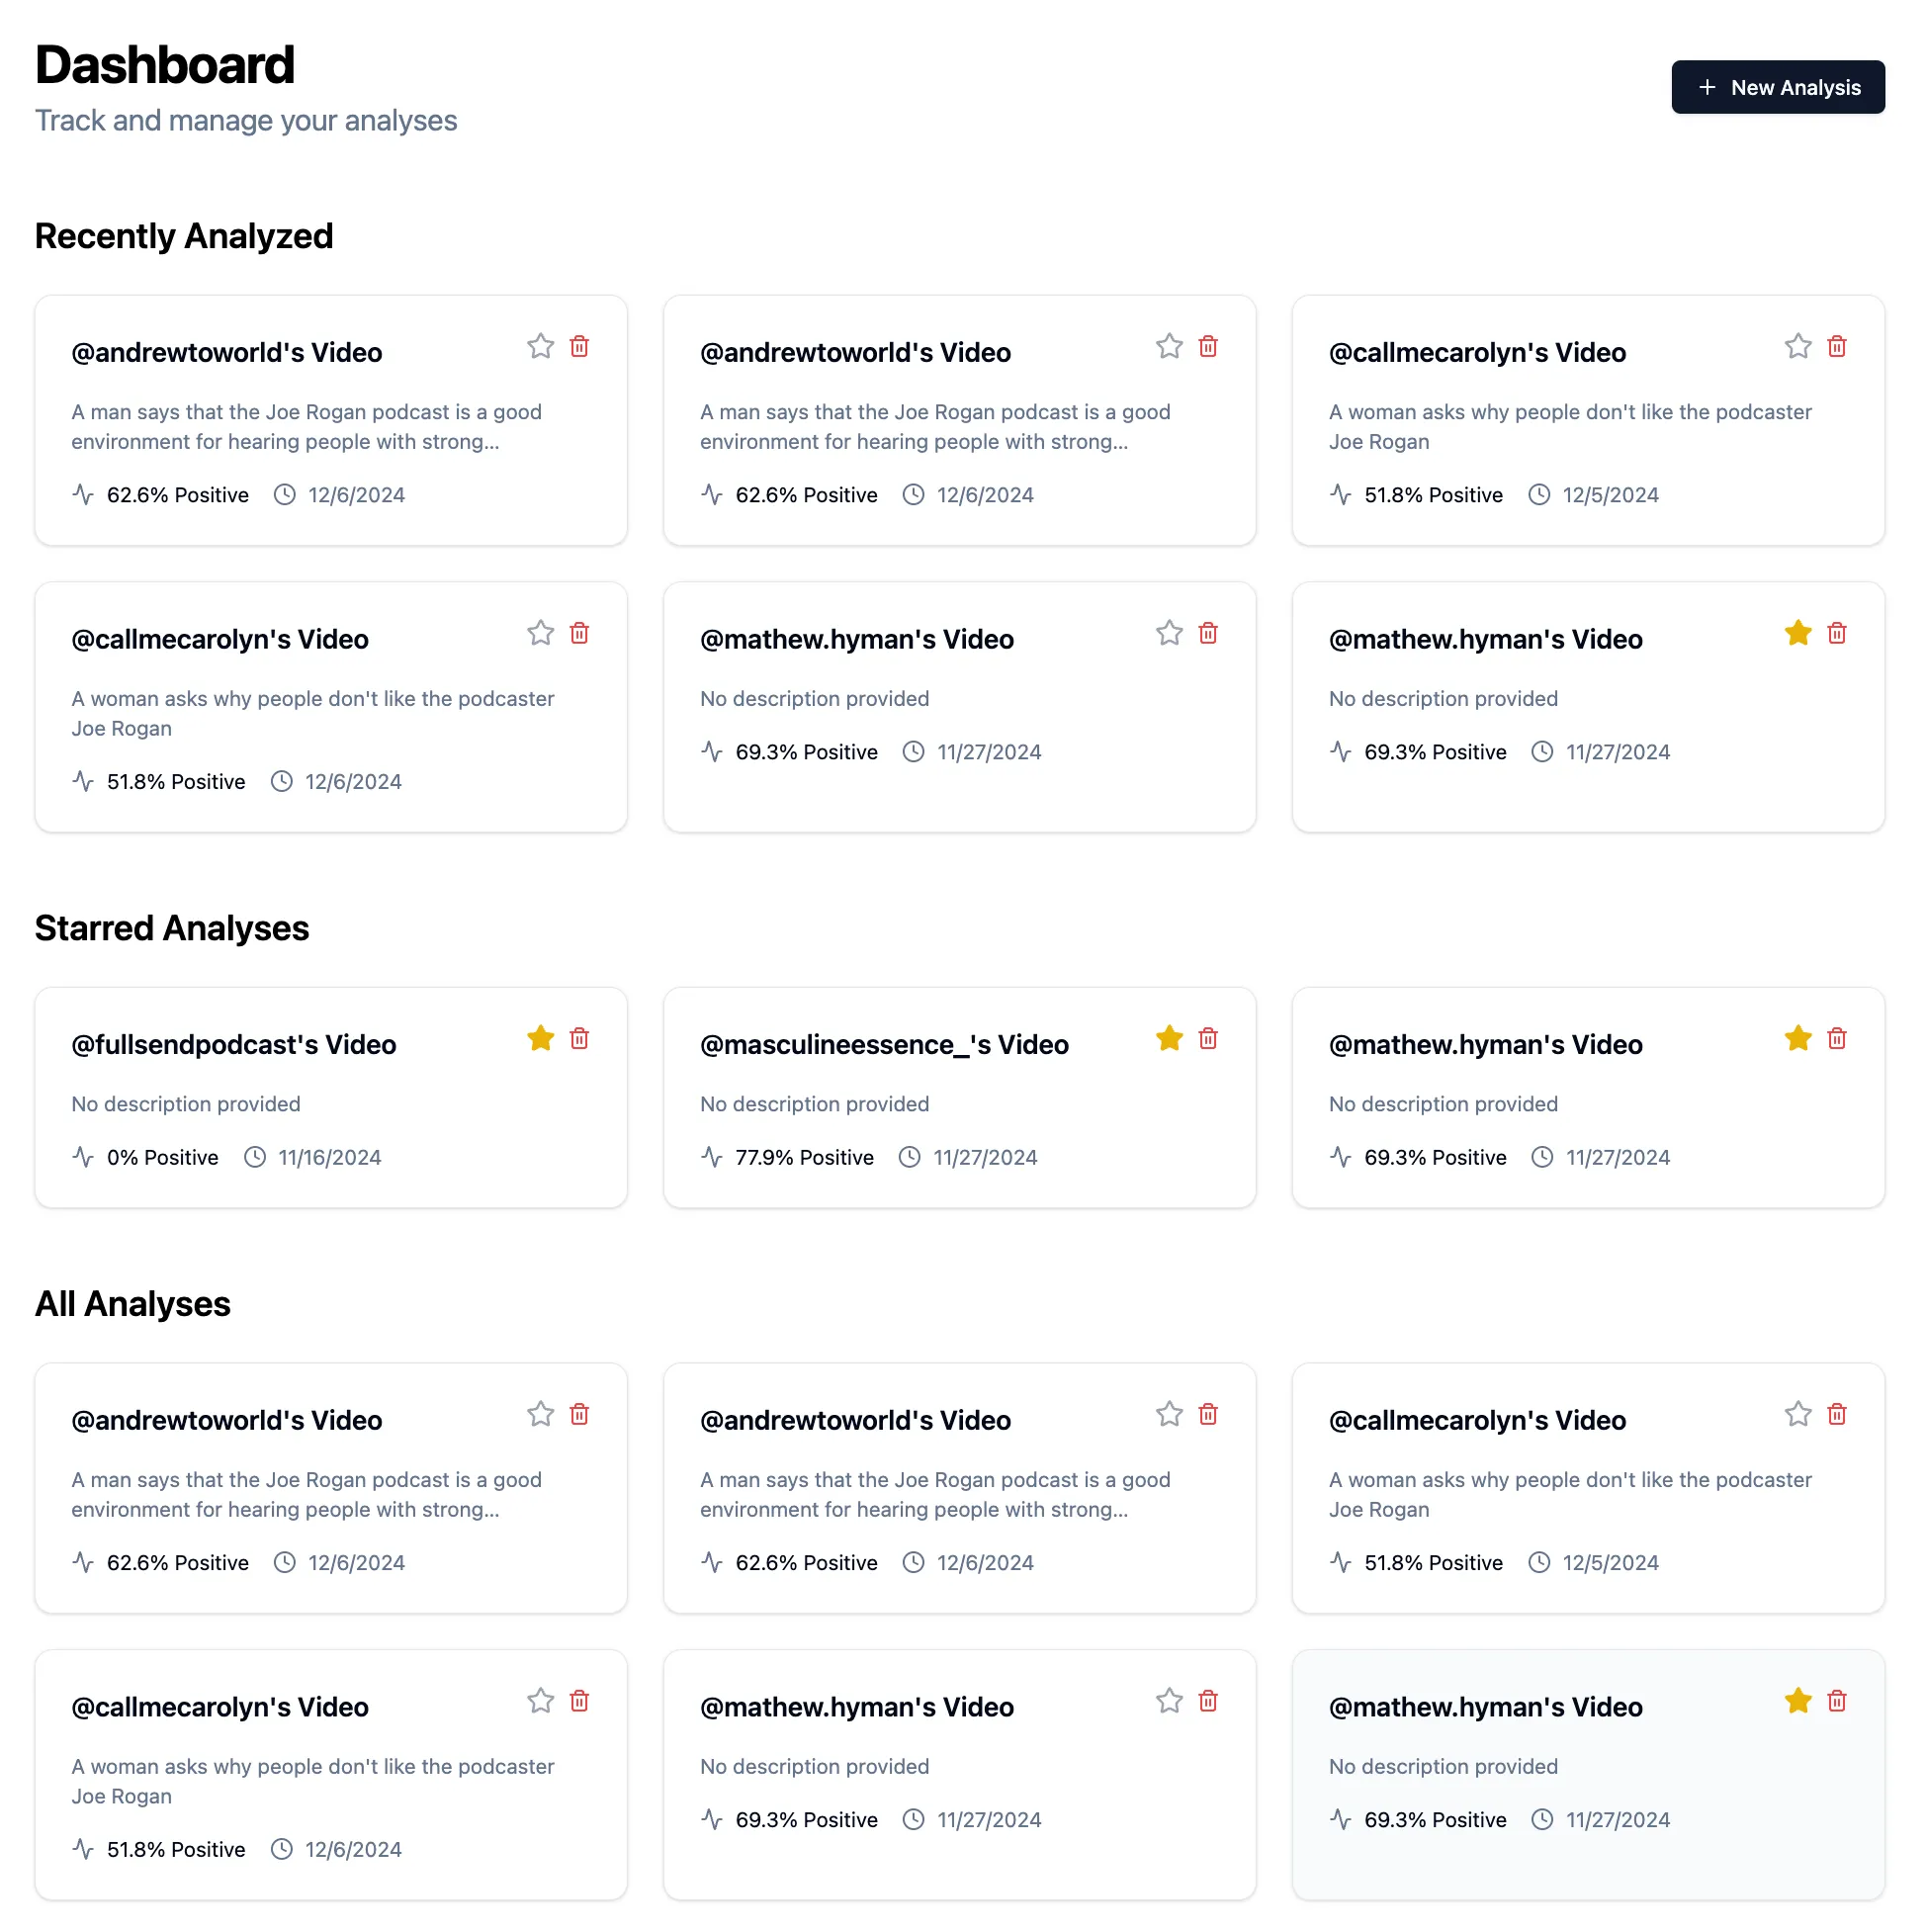 Dashboard
Track and manage your analyses
+ New Analysis
Recently Analyzed
@andrewtoworld's Video
A man says that the Joe Rogan podcast is a good
environment for hearing people with strong...
62.6% Positive 12/6/2024
@andrewtoworld's Video
A man says that the Joe Rogan podcast is a good
environment for hearing people with strong...
62.6% Positive 12/6/2024
@callmecarolyn's Video
A woman asks why people don't like the podcaster
Joe Rogan
51.8% Positive 12/5/2024
@callmecarolyn's Video
A woman asks why people don't like the podcaster
Joe Rogan
51.8% Positive 12/6/2024
@mathew.hyman's Video
No description provided
69.3% Positive 11/27/2024
@mathew.hyman's Video
No description provided
69.3% Positive 11/27/2024
Starred Analyses
@fullsendpodcast's Video
No description provided
0% Positive 11/16/2024
@masculineessence_'s Video
No description provided
77.9% Positive 11/27/2024
@mathew.hyman's Video
No description provided
69.3% Positive 11/27/2024
All Analyses
@andrewtoworld's Video
A man says that the Joe Rogan podcast is a good
environment for hearing people with strong...
62.6% Positive 12/6/2024
@andrewtoworld's Video
A man says that the Joe Rogan podcast is a good
environment for hearing people with strong...
62.6% Positive 12/6/2024
@callmecarolyn's Video
A woman asks why people don't like the podcaster
Joe Rogan
51.8% Positive 12/5/2024
@callmecarolyn's Video
A woman asks why people don't like the podcaster
Joe Rogan
51.8% Positive 12/6/2024
@mathew.hyman's Video
No description provided
69.3% Positive 11/27/2024
@mathew.hyman's Video
No description provided
69.3% Positive 11/27/2024